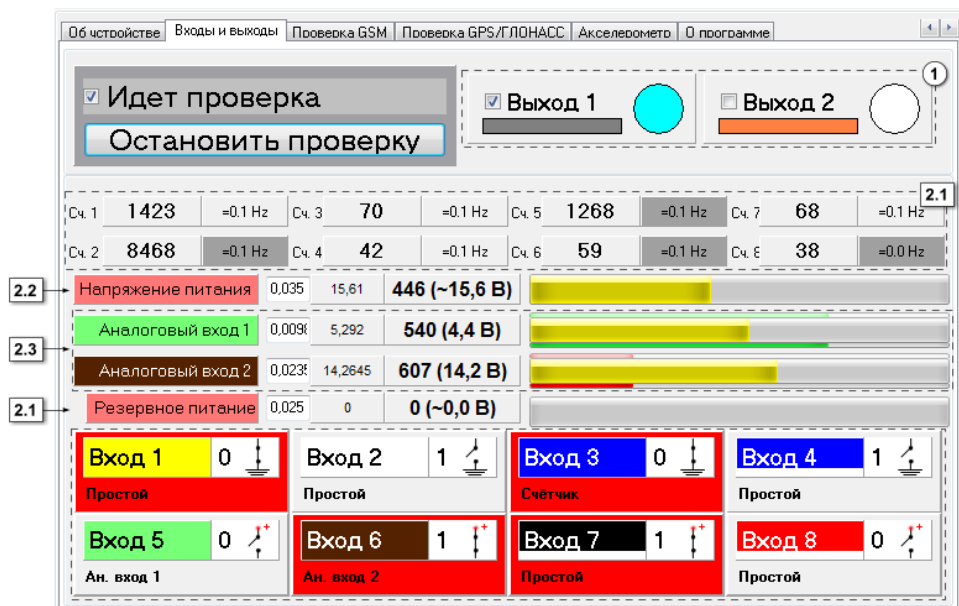 Об устройстве Входы и выходы Проверка GSM Проверка GPS/ГЛОНАСС Акселерометр О программе
1
Идет проверка
Остановить проверку
Выход 1
Выход 2
2.1
Сч. 1 1423 =0.1 Hz Сч. 3 70 =0.1 Hz Сч. 5 1268 =0.1 Hz Сч. 7 68 =0.1 Hz
Сч. 2 8468 =0.1 Hz Сч. 4 42 =0.1 Hz Сч. 6 59 =0.1 Hz Сч. 8 38 =0.0 Hz
2.2 Напряжение питания 0,035 15,61 446 (~15,6 В)
2.3
Аналоговый вход 1 0,0098 5,292 540 (4,4 В)
Аналоговый вход 2 0,0235 14,2645 607 (14,2 В)
2.1 Резервное питание 0,025 0 0 (~0,0 В)
Вход 1 0 Вход 2 1 Вход 3 0 Вход 4 1
Простой Простой Счётчик Простой
Вход 5 0 Вход 6 1 Вход 7 1 Вход 8 0
Ан. вход 1 Ан. вход 2 Простой Простой